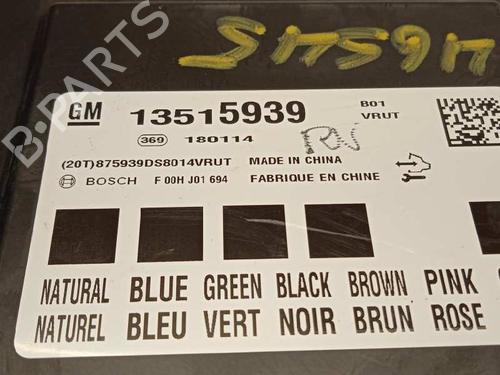 GM 13515939 B01
VRUT
369 180114
RN
(20T)875939DS8014VRUT MADE IN CHINA
BOSCH F 00H J01 694 FABRIQUE EN CHINE
NATURAL BLUE GREEN BLACK BROWN PINK
NATUREL BLEU VERT NOIR BRUN ROSE
B-PARTS